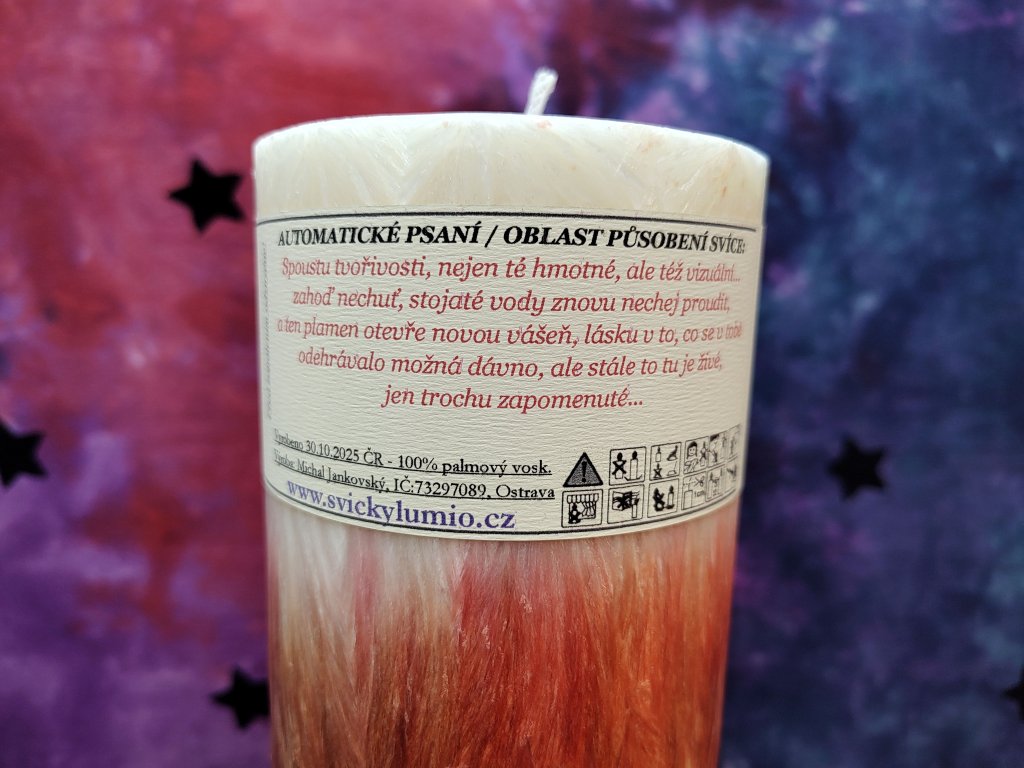 AUTOMATICKÉ PSANÍ / OBLAST PŮSOBENÍ SVÍCE:
Spoustu tvořivosti, nejen té hmotné, ale též vizuální...
zahoď nechuť, stojaté vody znovu nechej proudit,
a ten plamen otevře novou vášeň, lásku v to, co se v tobě
odehrávalo možná dávno, ale stále to tu je živé,
jen trochu zapomenuté...
Vyrobeno 30.10.2025 ČR - 100% palmový vosk.
Výroba: Michal Jankovský, IČ:73297089, Ostrava
www.svickylumio.cz